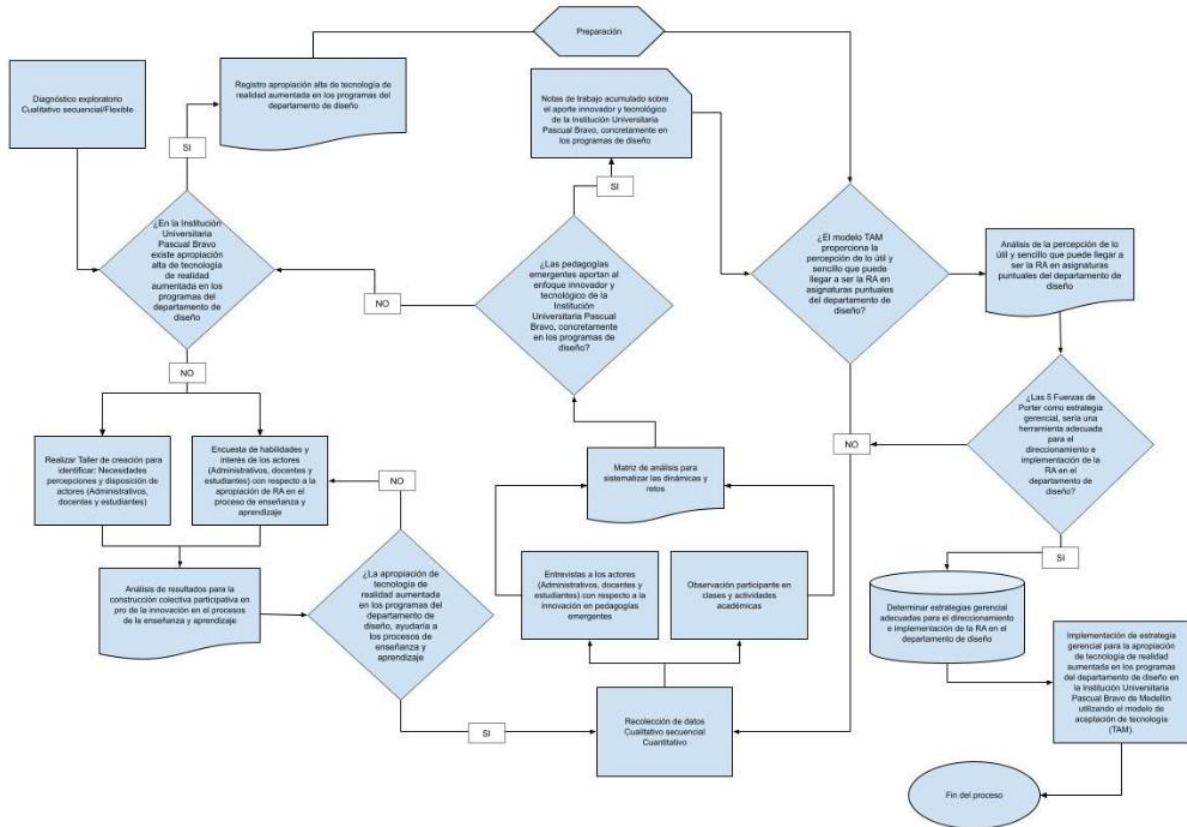 Preparación
Diagnóstico exploratorio
Cualitativo secuencial/Flexible
Registro apropiación alta de tecnología de
realidad aumentada en los programas del
departamento de diseño
SI
¿En la Institución
Universitaria
Pascual Bravo
existe apropiación
alta de tecnología
de realidad
aumentada en los
programas del
departamento de
diseño
NO
Realizar Taller de creación para
identificar: Necesidades
percepciones y disposición de
actores (Administrativos,
docentes y estudiantes)
Encuesta de habilidades y
interés de los actores
(Administrativos, docentes y
estudiantes) con respecto a la
apropiación de RA en el
proceso de enseñanza y
aprendizaje
Análisis de resultados para la
construcción colectiva participativa en
pro de la innovación en el procesos
de la enseñanza y aprendizaje
NO
¿La apropiación de
tecnología de
realidad aumentada
en los programas del
departamento de
diseño, ayudaría a
los procesos de
enseñanza y
aprendizaje
SI
Recolección de datos
Cualitativo secuencial
Cuantitativo
Entrevistas a los actores
(Administrativos, docentes y
estudiantes) con respecto a la
innovación en pedagogías
emergentes
Observación participante en
clases y actividades
académicas
Matriz de análisis para
sistematizar las dinámicas y
retos
¿Las pedagogías
emergentes aportan al
enfoque innovador y
tecnológico de la
Institución
Universitaria Pascual
Bravo, concretamente
en los programas de
diseño?
NO
SI
Notas de trabajo acumulado sobre
el aporte innovador y tecnológico
de la Institución Universitaria
Pascual Bravo, concretamente en
los programas de diseño
¿El modelo TAM
proporciona la
percepción de lo útil y
sencillo que puede
llegar a ser la RA en
asignaturas puntuales
del departamento de
diseño?
NO
Análisis de la percepción de lo
útil y sencillo que puede llegar a
ser la RA en asignaturas
puntuales del departamento de
diseño
¿Las 5 Fuerzas de
Porter como estrategia
gerencial, sería una
herramienta adecuada
para el
direccionamiento e
implementación de la
RA en el
departamento de
diseño?
SI
Determinar estrategias gerencial
adecuadas para el direccionamiento
e implementación de la RA en el
departamento de diseño
Implementación de estrategia
gerencial para la apropiación
de tecnología de realidad
aumentada en los programas
del departamento de diseño en
la Institución Universitaria
Pascual Bravo de Medellín
utilizando el modelo de
aceptación de tecnología
(TAM).
Fin del proceso